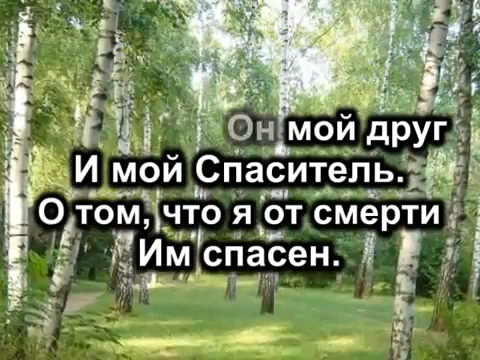 Он мой друг
И мой Спаситель.
О том, что я от смерти
Им спасен.